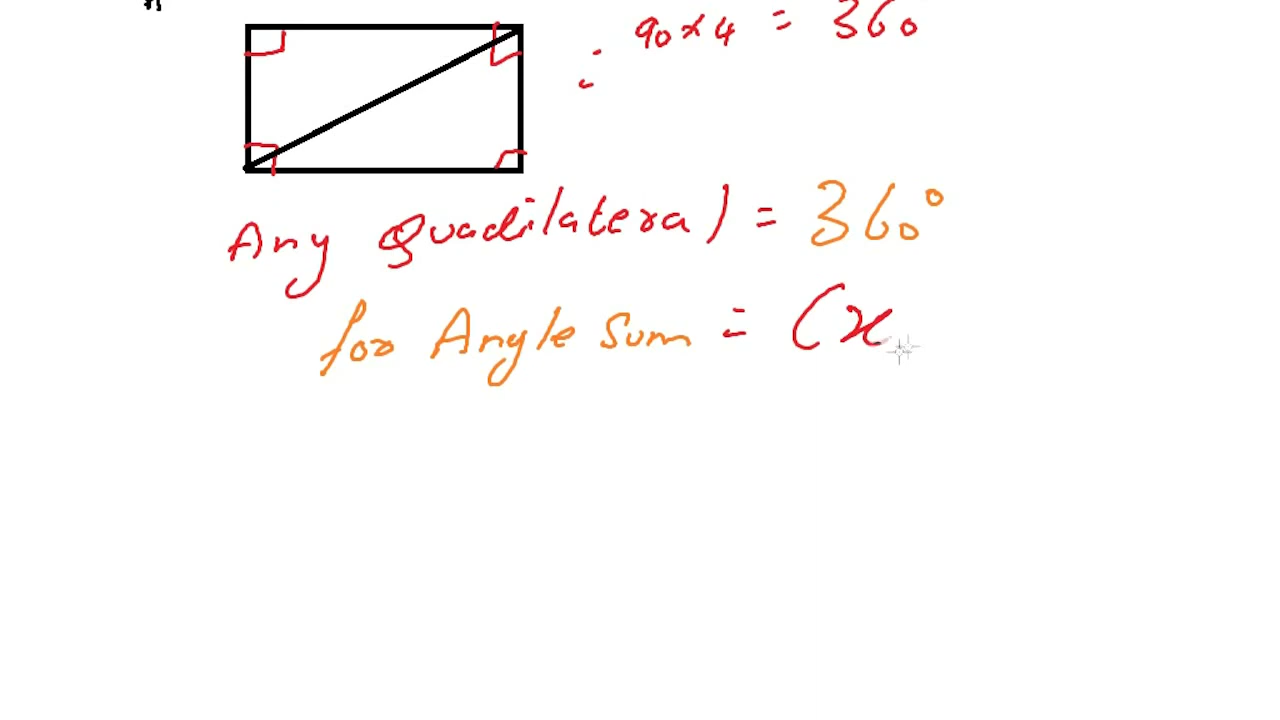 90 x 4 = 360
Any quadilateral = 360°
for Angle sum = (x